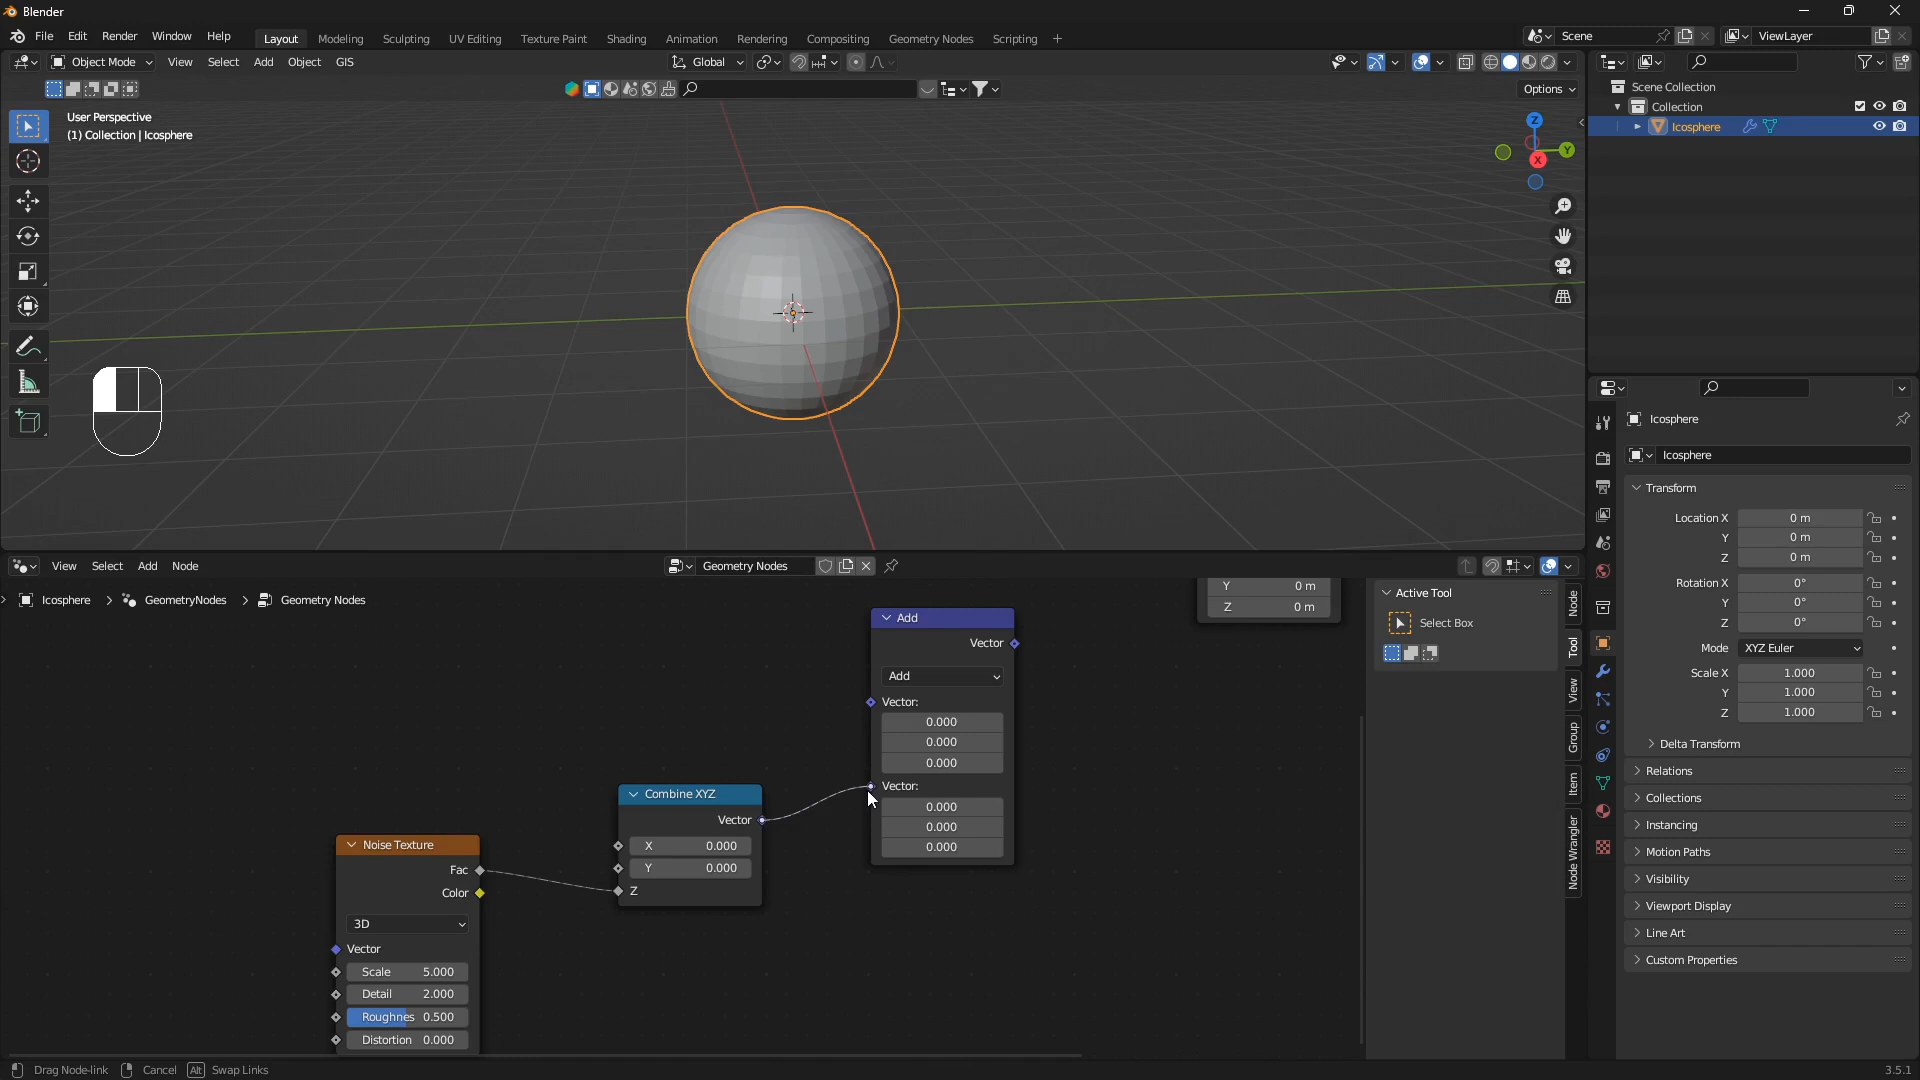 Blender
File Edit Render Window Help Layout Modeling Sculpting UV Editing Texture Paint Shading Animation Rendering Compositing Geometry Nodes Scripting Scene ViewLayer
Object Mode View Select Add Object GIS Global
Options
User Perspective
(1) Collection | Icosphere
Z
Y
X
Scene Collection
Collection
Icosphere
Icosphere
Icosphere
Transform
Location X 0 m
Y 0 m
Z 0 m
Rotation X 0°
Y 0°
Z 0°
Mode XYZ Euler
Scale X 1.000
Y 1.000
Z 1.000
Delta Transform
Relations
Collections
Instancing
Motion Paths
Visibility
Viewport Display
Line Art
Custom Properties
View Select Add Node Geometry Nodes
Icosphere GeometryNodes Geometry Nodes
Y 0 m
Z 0 m
Active Tool
Select Box
Node
Tool
View
Group
Item
Node Wrangler
Add
Vector
Add
Vector:
0.000
0.000
0.000
Vector:
0.000
0.000
0.000
Combine XYZ
Vector
X 0.000
Y 0.000
Z
Noise Texture
Fac
Color
3D
Vector
Scale 5.000
Detail 2.000
Roughnes 0.500
Distortion 0.000
Drag Node-link Cancel Alt Swap Links
3.5.1